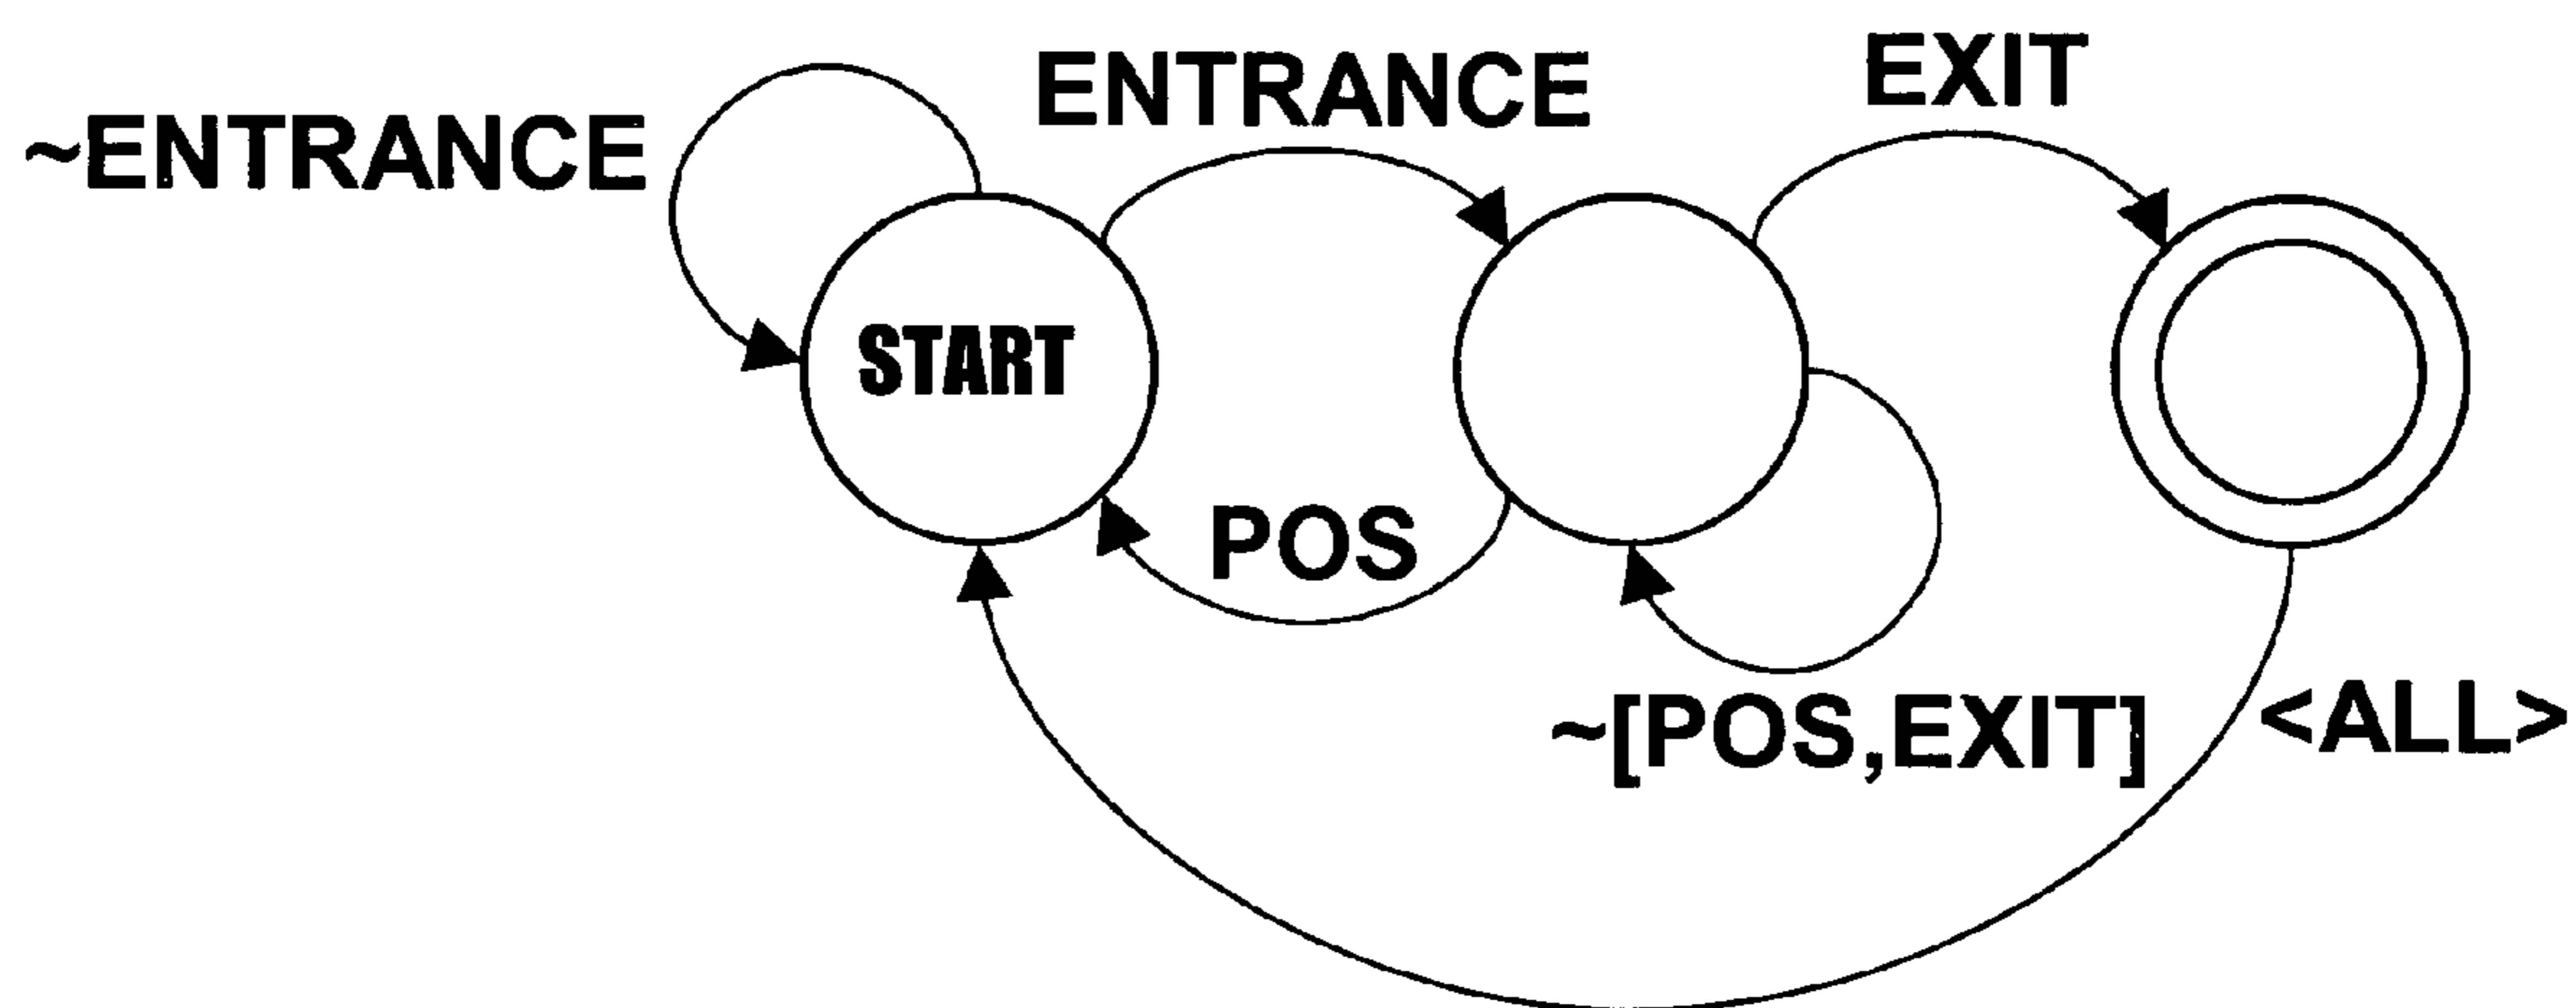 ~ENTRANCE
ENTRANCE
EXIT
START
POS
~[POS,EXIT]
<ALL>